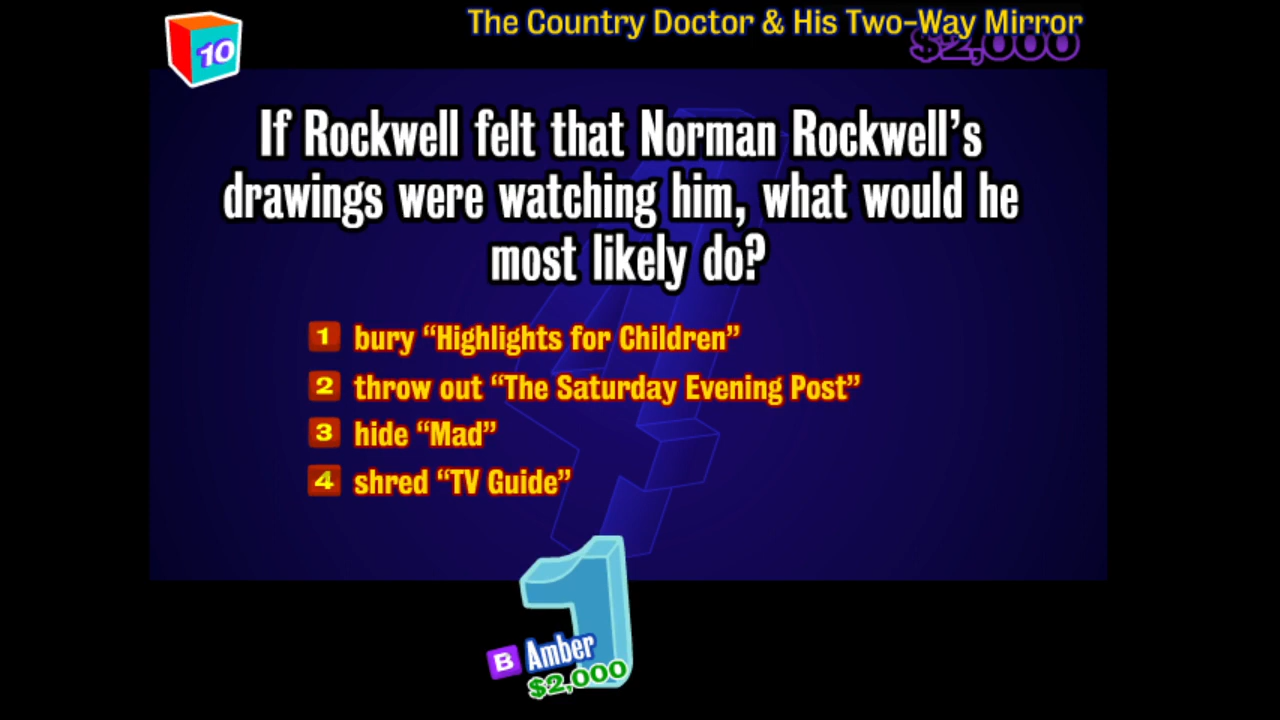 The Country Doctor & His Two-Way Mirror
$2,000
10
If Rockwell felt that Norman Rockwell's
drawings were watching him, what would he
most likely do?
1 bury “Highlights for Children”
2 throw out “The Saturday Evening Post”
3 hide “Mad”
4 shred “TV Guide”
1
B Amber
$2,000